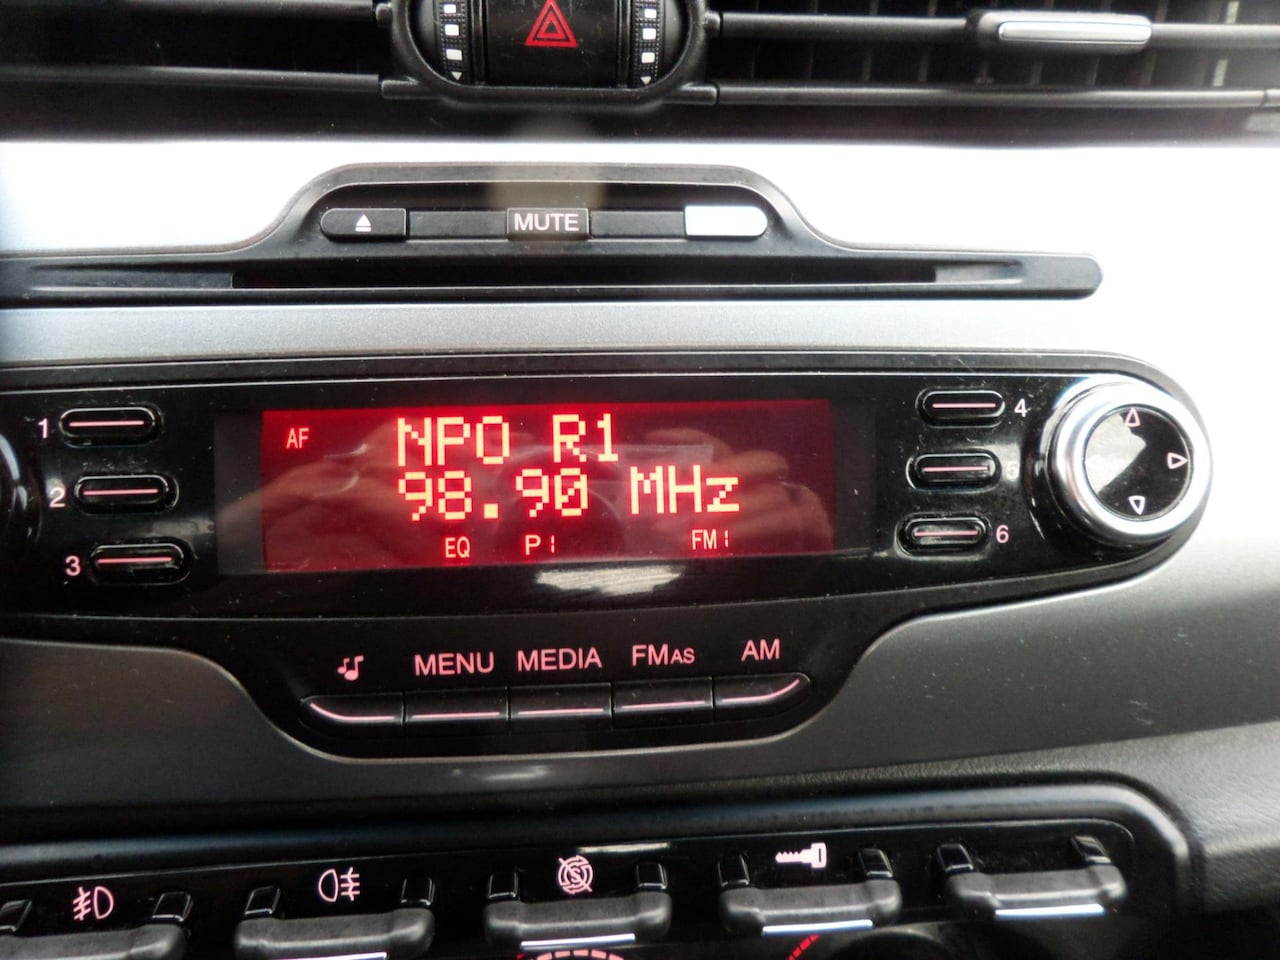 MUTE
1
2
3
AF
NPO R1
98.90 MHz
EQ P1 FM1
4
5
6
MENU MEDIA FMAS AM
S